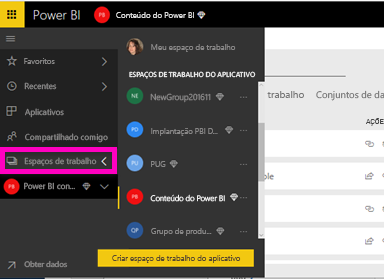 Power BI
PB
Conteúdo do Power BI
Favoritos
Recentes
Aplicativos
Compartilhado comigo
Espaços de trabalho
PB
Power BI con...
Obter dados
Meu espaço de trabalho
ESPAÇOS DE TRABALHO DO APLICATIVO
NE
NewGroup201611
PD
Implantação PBI D...
PU
PUG
PB
Conteúdo do Power BI
GP
Grupo de produ...
Criar espaço de trabalho do aplicativo
trabalho
Conjuntos de da
AÇÕE